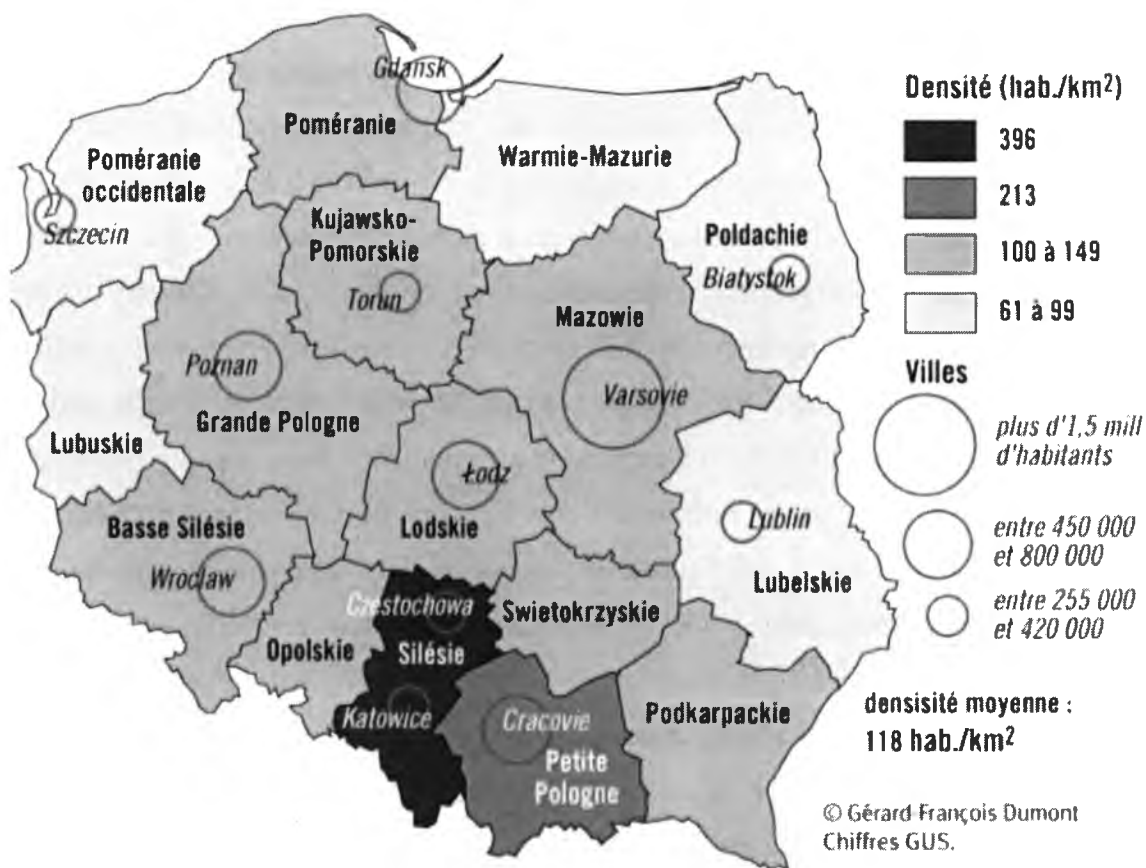 Gdańsk
Poméranie
Warmie-Mazurie
Poméranie
occidentale
Szczecin
Kujawsko-
Pomorskie
Torun
Poldachie
Białystok
Mazowie
Poznan
Varsovie
Grande Pologne
Lubuskie
Łodz
Lodskie
Lublin
Lubelskie
Basse Silésie
Wroclaw
Opolskie
Częstochowa
Silésie
Katowice
Swietokrzyskie
Cracovie
Petite
Pologne
Podkarpackie
Densité (hab./km²)
396
213
100 à 149
61 à 99
Villes
plus d'1,5 mill
d'habitants
entre 450 000
et 800 000
entre 255 000
et 420 000
densisité moyenne :
118 hab./km²
© Gérard-François Dumont
Chiffres GUS.